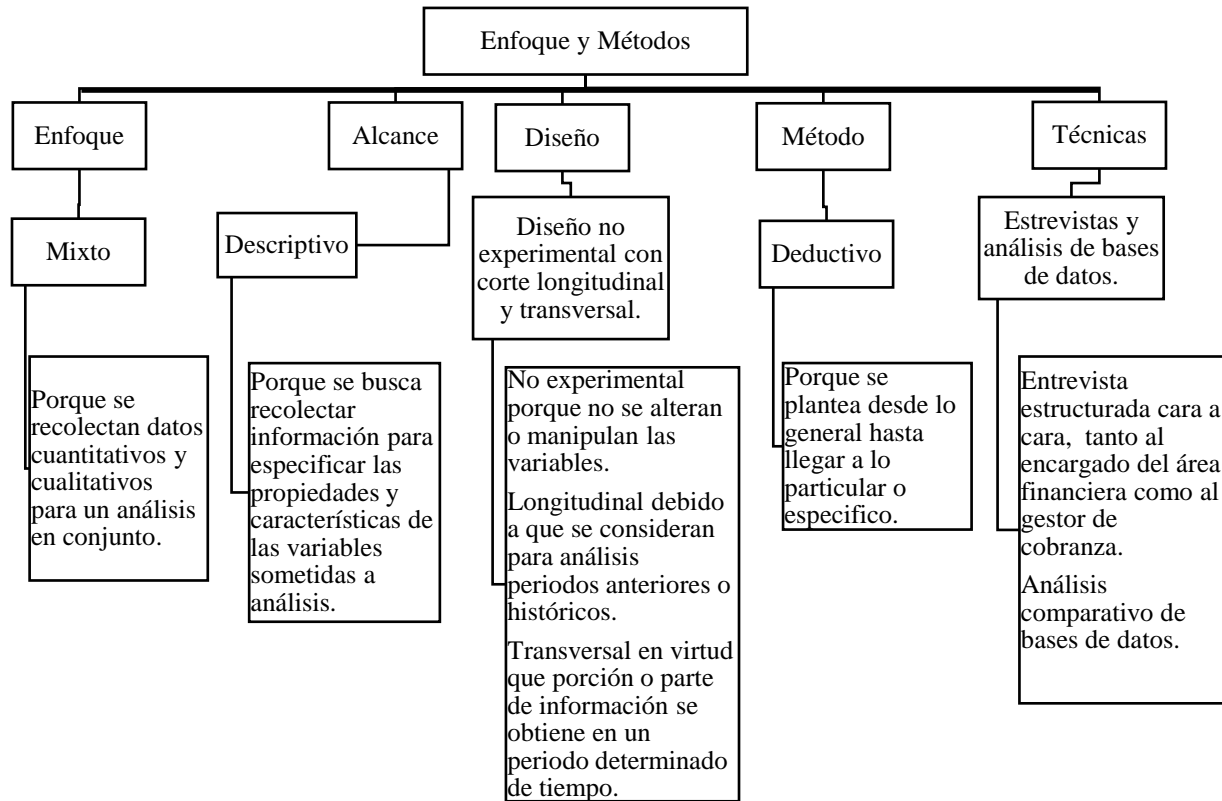 Enfoque y Métodos
Enfoque
Alcance
Diseño
Método
Técnicas
Mixto
Descriptivo
Diseño no
experimental con
corte longitudinal
y transversal.
Deductivo
Estrevistas y
análisis de bases
de datos.
Porque se
recolectan datos
cuantitativos y
cualitativos
para un análisis
en conjunto.
Porque se busca
recolectar
información para
especificar las
propiedades y
características de
las variables
sometidas a
análisis.
No experimental
porque no se alteran
o manipulan las
variables.
Longitudinal debido
a que se consideran
para análisis
periodos anteriores o
históricos.
Transversal en virtud
que porción o parte
de información se
obtiene en un
periodo determinado
de tiempo.
Porque se
plantea desde lo
general hasta
llegar a lo
particular o
especifico.
Entrevista
estructurada cara a
cara, tanto al
encargado del área
financiera como al
gestor de
cobranza.
Análisis
comparativo de
bases de datos.